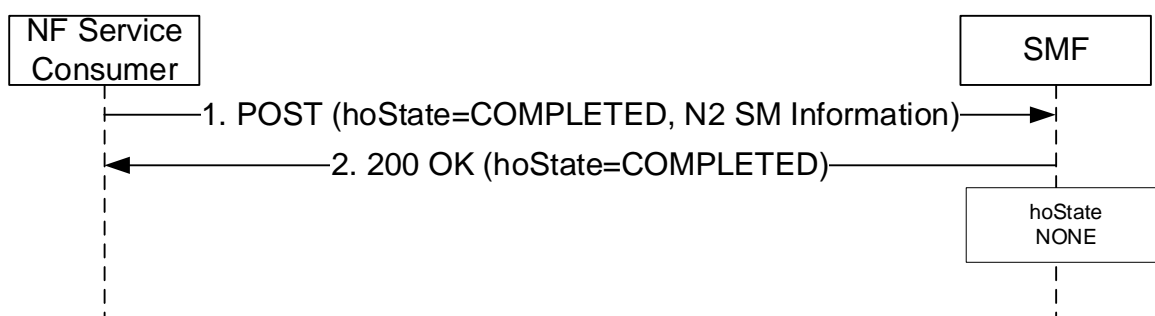 NF Service
Consumer
SMF
1. POST (hoState=COMPLETED, N2 SM Information)
2. 200 OK (hoState=COMPLETED)
hoState
NONE